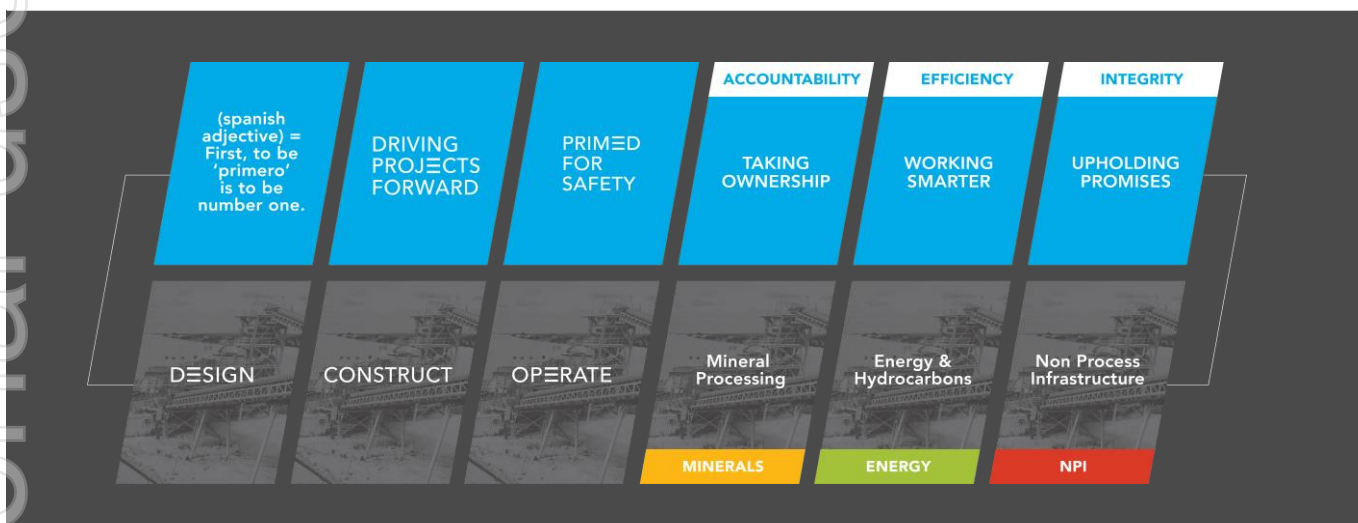 (spanish
adjective) =
First, to be
'primero'
is to be
number one.
DRIVING
PROJECTS
FORWARD
PRIMED
FOR
SAFETY
ACCOUNTABILITY
TAKING
OWNERSHIP
EFFICIENCY
WORKING
SMARTER
INTEGRITY
UPHOLDING
PROMISES
DESIGN
CONSTRUCT
OPERATE
Mineral
Processing
MINERALS
Energy &
Hydrocarbons
ENERGY
Non Process
Infrastructure
NPI